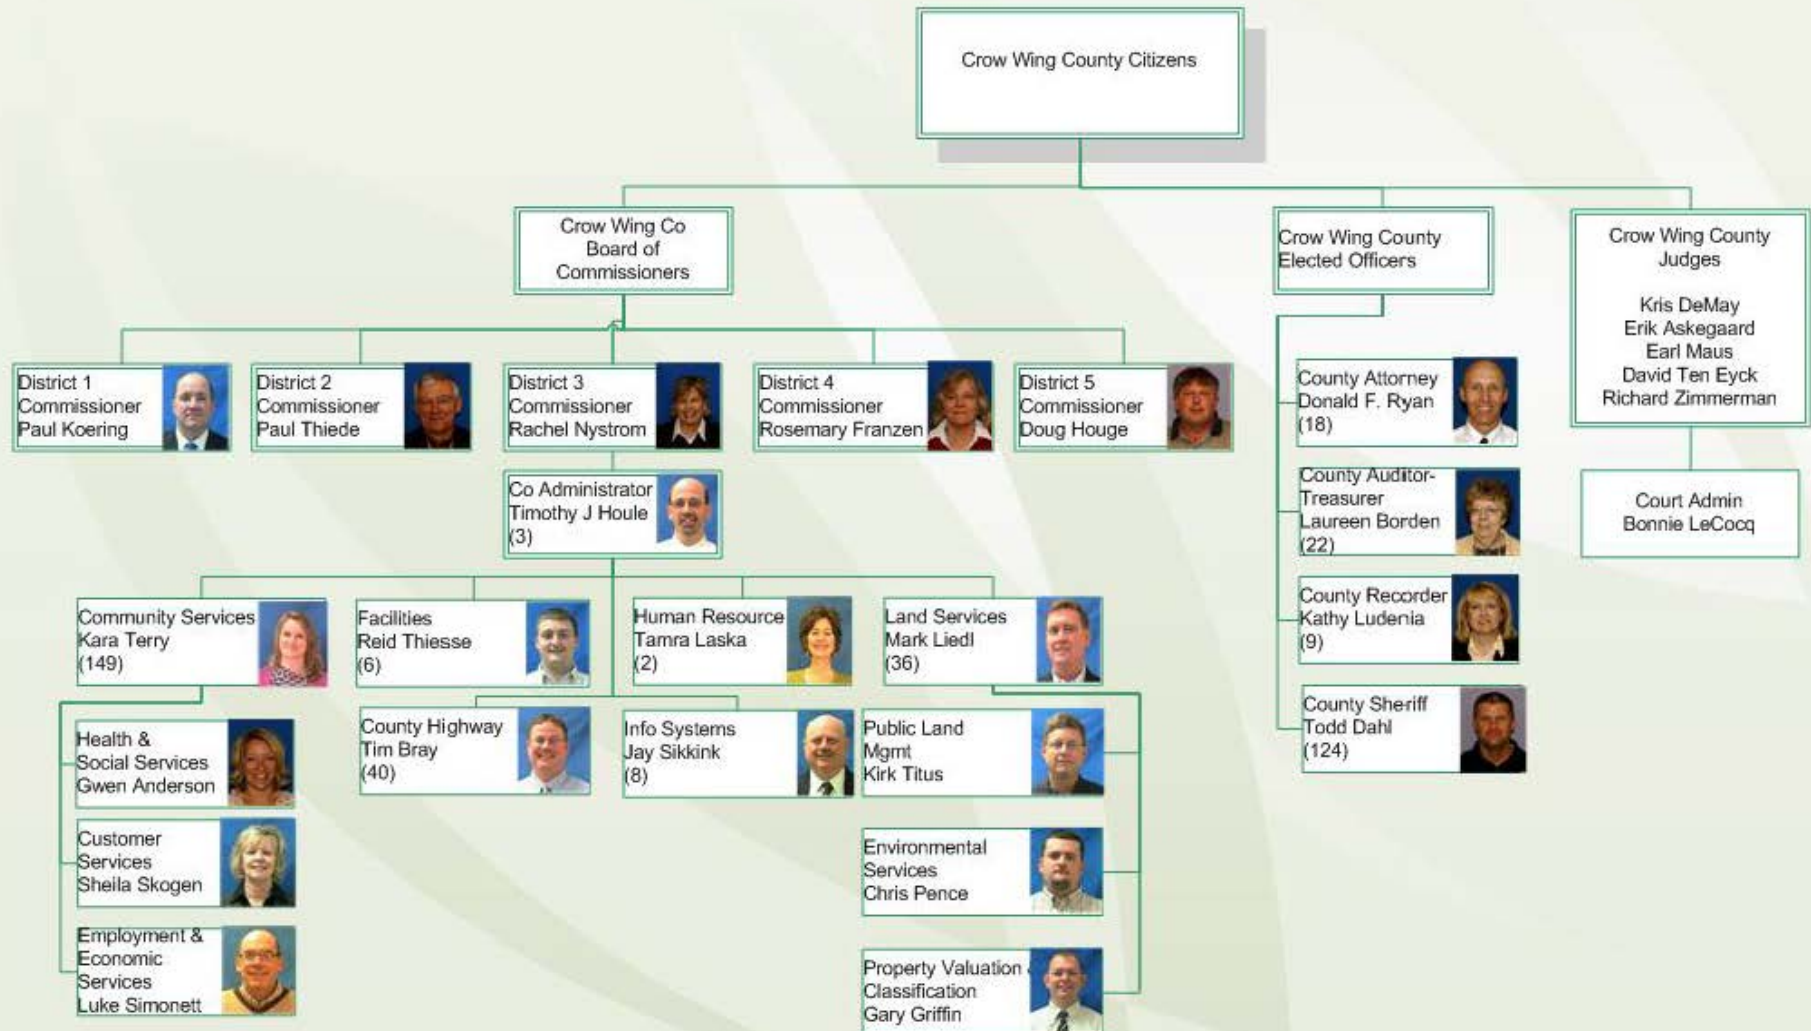 Crow Wing County Citizens
Crow Wing Co
Board of
Commissioners
Crow Wing County
Elected Officers
Crow Wing County
Judges
Kris DeMay
Erik Askegaard
Earl Maus
David Ten Eyck
Richard Zimmerman
District 1
Commissioner
Paul Koering
District 2
Commissioner
Paul Thiede
District 3
Commissioner
Rachel Nystrom
District 4
Commissioner
Rosemary Franzen
District 5
Commissioner
Doug Houge
County Attorney
Donald F. Ryan
(18)
County Auditor-
Treasurer
Laureen Borden
(22)
County Recorder
Kathy Ludenia
(9)
County Sheriff
Todd Dahl
(124)
Court Admin
Bonnie LeCocq
Co Administrator
Timothy J Houle
(3)
Community Services
Kara Terry
(149)
Facilities
Reid Thiesse
(6)
Human Resource
Tamra Laska
(2)
Land Services
Mark Liedl
(36)
County Highway
Tim Bray
(40)
Info Systems
Jay Sikkink
(8)
Health &
Social Services
Gwen Anderson
Customer
Services
Sheila Skogen
Employment &
Economic
Services
Luke Simonett
Public Land
Mgmt
Kirk Titus
Environmental
Services
Chris Pence
Property Valuation &
Classification
Gary Griffin